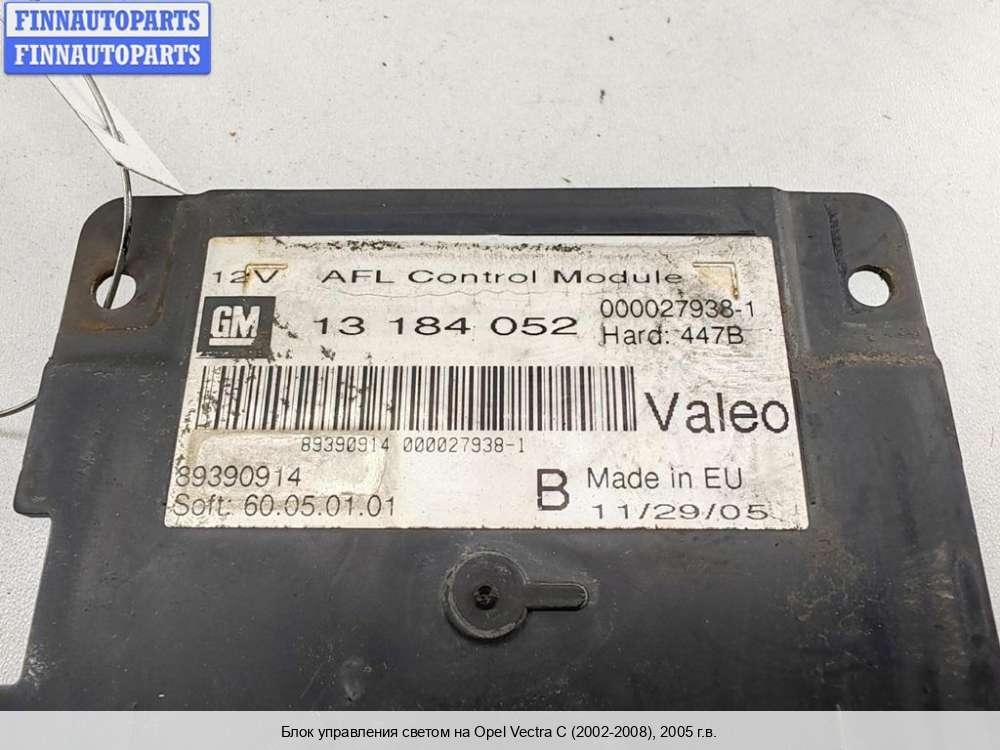 FINNAUTOPARTS
FINNAUTOPARTS
12V AFL Control Module
GM 13 184 052 000027938-1
Hard: 447B
Valeo
89390914 000027938-1
89390914
Soft: 60.05.01.01
B Made in EU
11/29/05
Блок управления светом на Opel Vectra C (2002-2008), 2005 г.в.